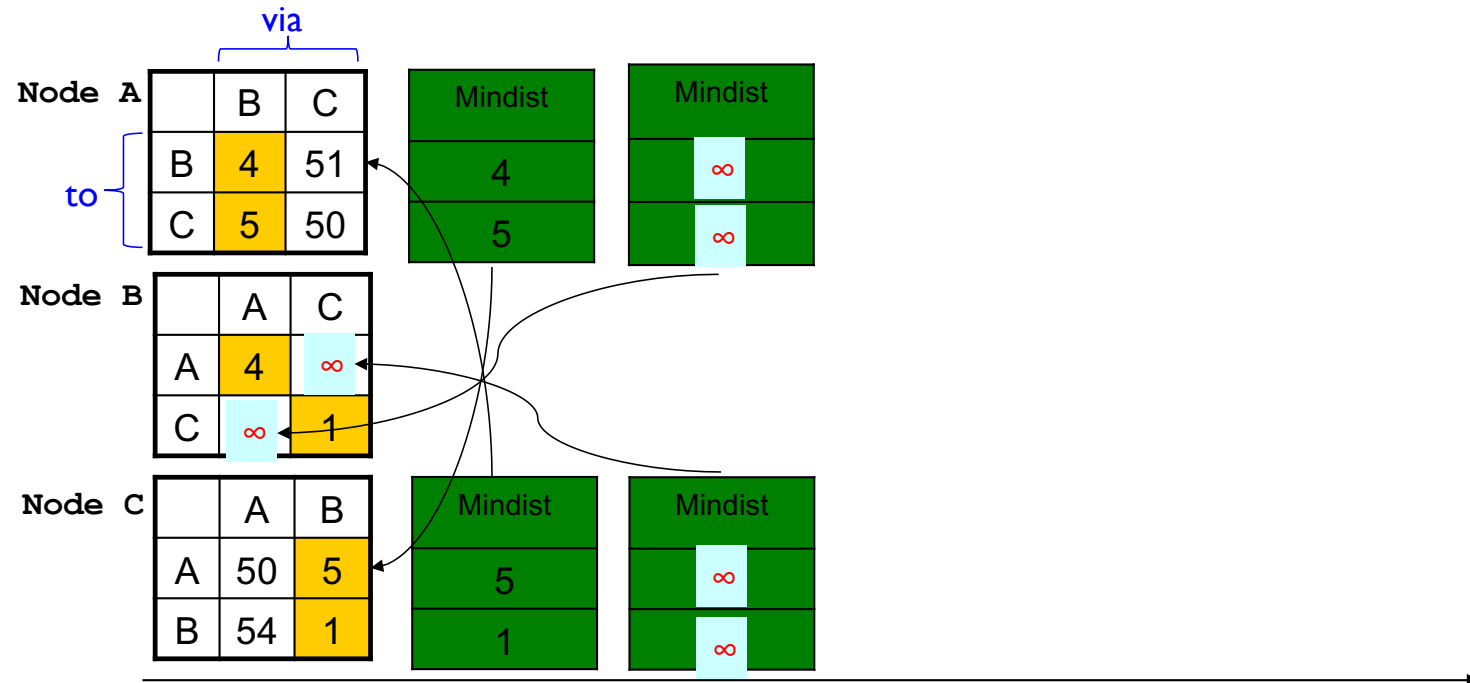 via
Node A
B C
B 4 51
to
C 5 50
Mindist
4
5
Mindist
∞
∞
Node B
A C
A 4 ∞
C ∞ 1
Node C
A B
A 50 5
B 54 1
Mindist
5
1
Mindist
∞
∞